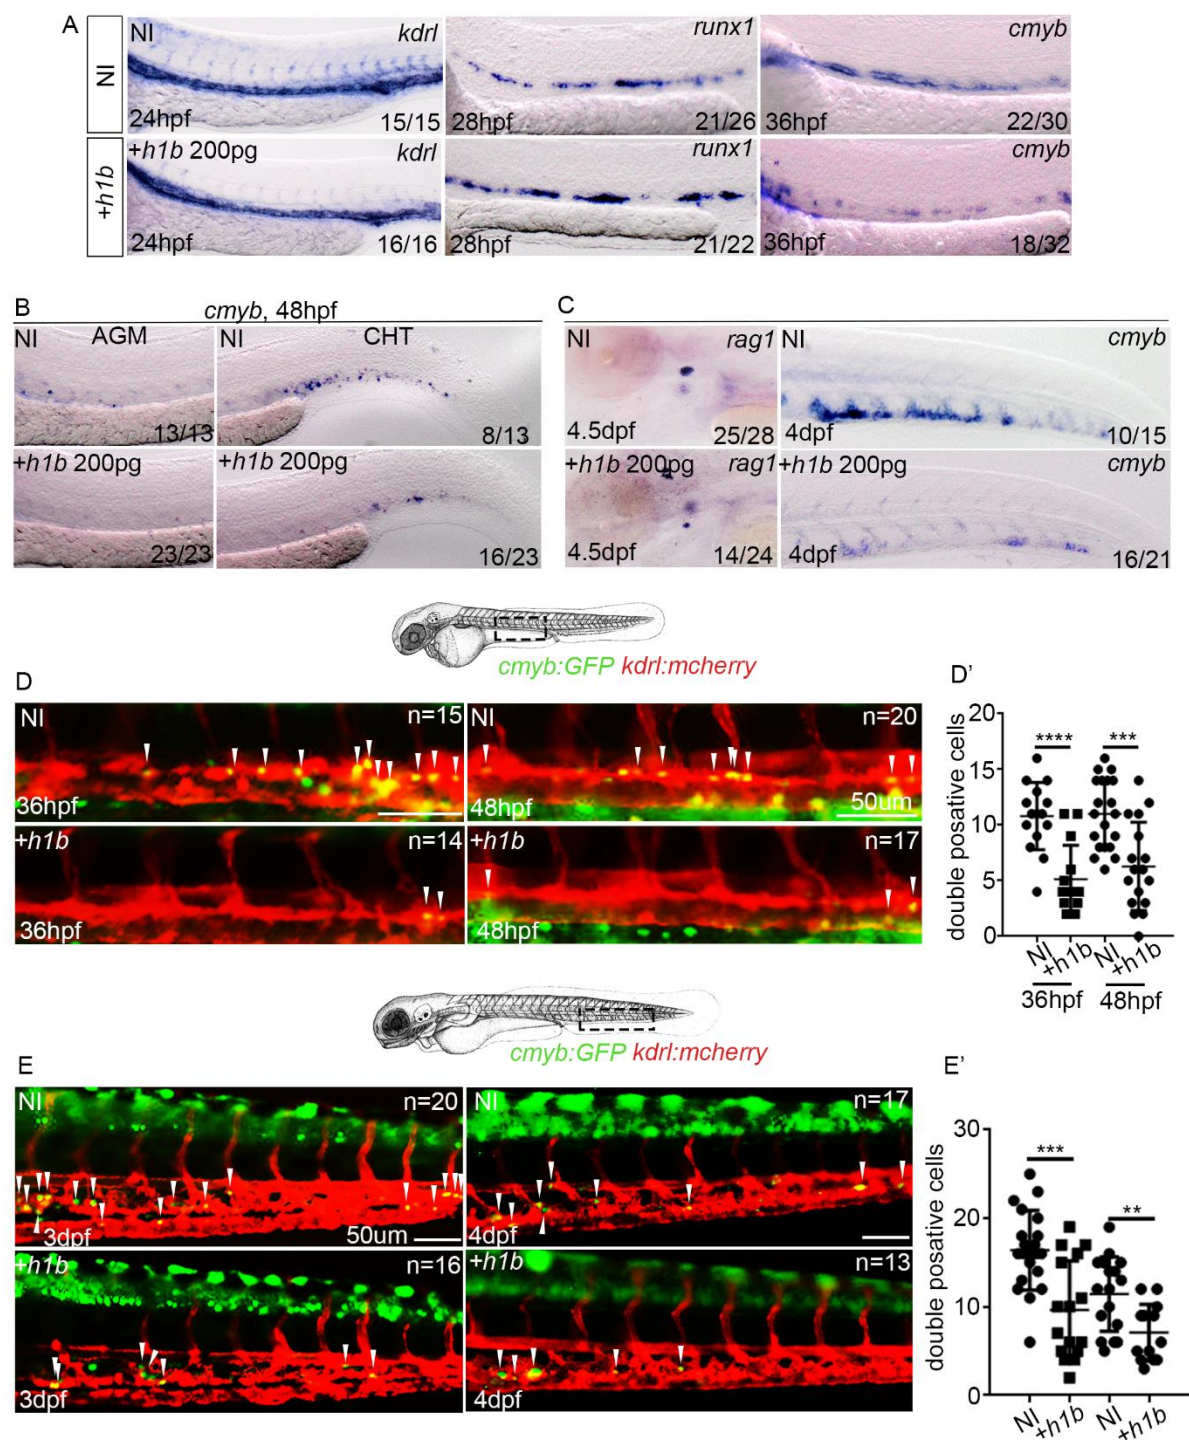 A
NI
NI
kdrl
24hpf
15/15
runx1
28hpf
21/26
cmyb
36hpf
22/30
+h1b
+h1b 200pg
kdrl
24hpf
16/16
runx1
28hpf
21/22
cmyb
36hpf
18/32
B
cmyb, 48hpf
NI
AGM
13/13
NI
CHT
8/13
+h1b 200pg
23/23
+h1b 200pg
16/23
C
NI
rag1
4.5dpf
25/28
NI
cmyb
4dpf
10/15
+h1b 200pg
rag1
4.5dpf
14/24
+h1b 200pg
cmyb
4dpf
16/21
cmyb:GFP kdrl:mcherry
D
NI
n=15
36hpf
NI
n=20
48hpf
50um
+h1b
n=14
36hpf
+h1b
n=17
48hpf
D'
double posative cells
20
15
10
5
0
****
***
NI
+h1b
NI
+h1b
36hpf
48hpf
cmyb:GFP kdrl:mcherry
E
NI
n=20
3dpf
50um
NI
n=17
4dpf
+h1b
n=16
3dpf
+h1b
n=13
4dpf
E'
double posative cells
30
20
10
0
***
**
NI
+h1b
NI
+h1b